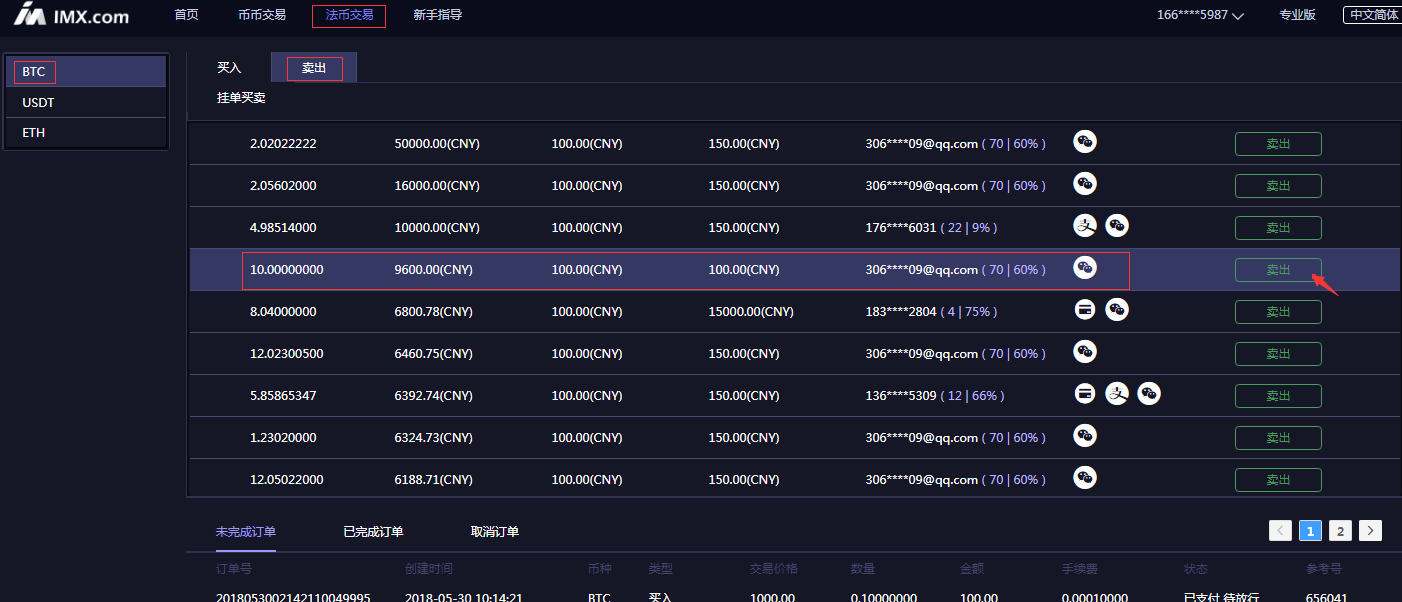 IMX.com 首页 币币交易 法币交易 新手指导 166****5987 专业版 中文简体
BTC
USDT
ETH
买入 卖出
挂单买卖
2.02022222 50000.00(CNY) 100.00(CNY) 150.00(CNY) 306****09@qq.com ( 70 | 60% ) 卖出
2.05602000 16000.00(CNY) 100.00(CNY) 150.00(CNY) 306****09@qq.com ( 70 | 60% ) 卖出
4.98514000 10000.00(CNY) 100.00(CNY) 150.00(CNY) 176****6031 ( 22 | 9% ) 支 卖出
10.00000000 9600.00(CNY) 100.00(CNY) 100.00(CNY) 306****09@qq.com ( 70 | 60% ) 卖出
8.04000000 6800.78(CNY) 100.00(CNY) 15000.00(CNY) 183****2804 ( 4 | 75% ) 卖出
12.02300500 6460.75(CNY) 100.00(CNY) 150.00(CNY) 306****09@qq.com ( 70 | 60% ) 卖出
5.85865347 6392.74(CNY) 100.00(CNY) 150.00(CNY) 136****5309 ( 12 | 66% ) 支 卖出
1.23020000 6324.73(CNY) 100.00(CNY) 150.00(CNY) 306****09@qq.com ( 70 | 60% ) 卖出
12.05022000 6188.71(CNY) 100.00(CNY) 150.00(CNY) 306****09@qq.com ( 70 | 60% ) 卖出
未完成订单 已完成订单 取消订单 < 1 2 >
订单号 创建时间 币种 类型 交易价格 数量 金额 手续费 状态 参考号
2018053002142110049995 2018-05-30 10:14:21 BTC 买入 1000.00 0.10000000 100.00 0.00010000 已支付 待放行 656041